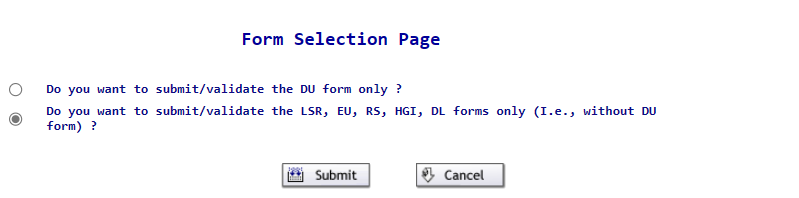 Form Selection Page
Do you want to submit/validate the DU form only ?
Do you want to submit/validate the LSR, EU, RS, HGI, DL forms only (I.e., without DU
form) ?
Submit
Cancel